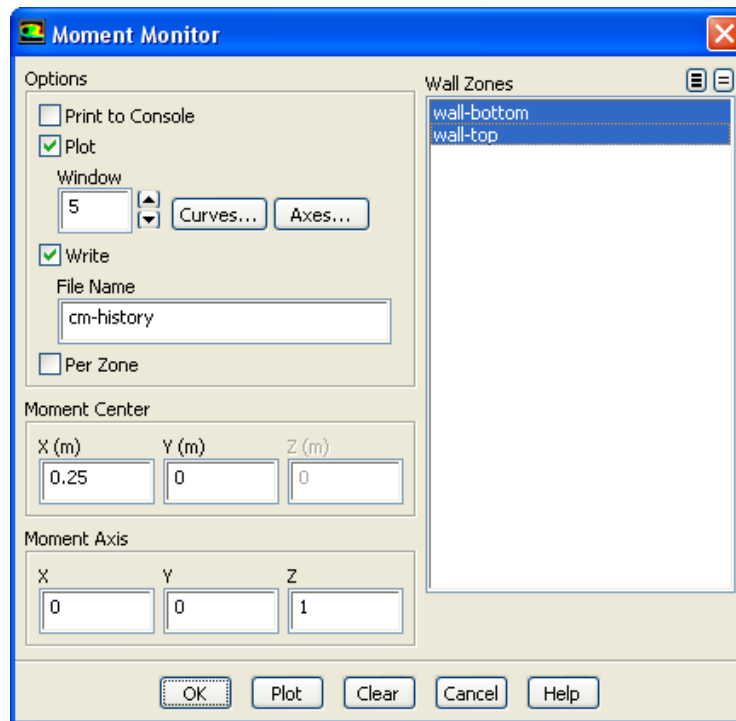 Moment Monitor
Options
Print to Console
Plot
Window
5
Curves... Axes...
Write
File Name
cm-history
Per Zone
Moment Center
X (m) Y (m) Z (m)
0.25 0 0
Moment Axis
X Y Z
0 0 1
Wall Zones
wall-bottom
wall-top
OK Plot Clear Cancel Help